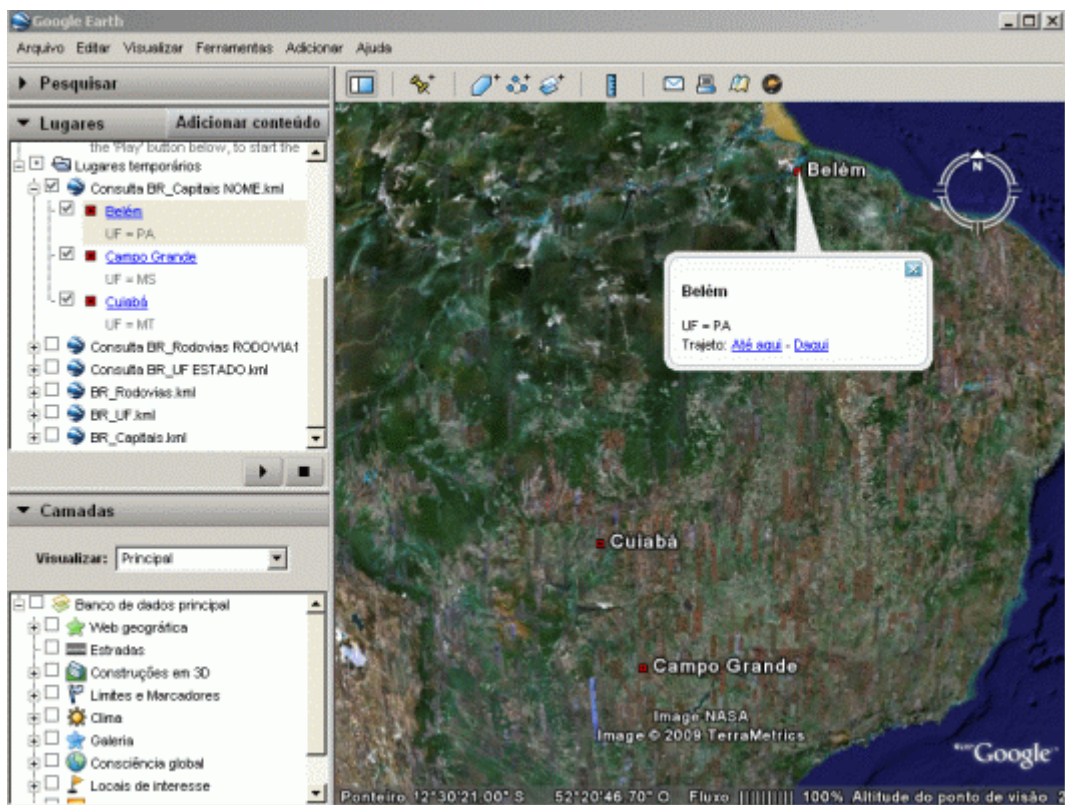 Google Earth
Arquivo Editar Visualizar Ferramentas Adicionar Ajuda
Pesquisar
Lugares Adicionar conteúdo
the 'Play' button below, to start the
Lugares temporários
Consulta BR_Capitais NOME.kml
Belém
UF = PA
Campo Grande
UF = MS
Cuiabá
UF = MT
Consulta BR_Rodovias RODOVIA1
Consulta BR_UF ESTADO.kml
BR_Rodovias.kml
BR_UF.kml
BR_Capitais.kml
Camadas
Visualizar: Principal
Banco de dados principal
Web geográfica
Estradas
Construções em 3D
Limites e Marcadores
Clima
Galeria
Consciência global
Locais de interesse
N
Belém
Belém
UF = PA
Trajeto: Até aqui - Daqui
Cuiabá
Campo Grande
Image NASA
Image © 2009 TerraMetrics
Google
Ponteiro 12°30'21.00" S 52°20'46.70" O Fluxo |||||||||| 100% Altitude do ponto de visão 2